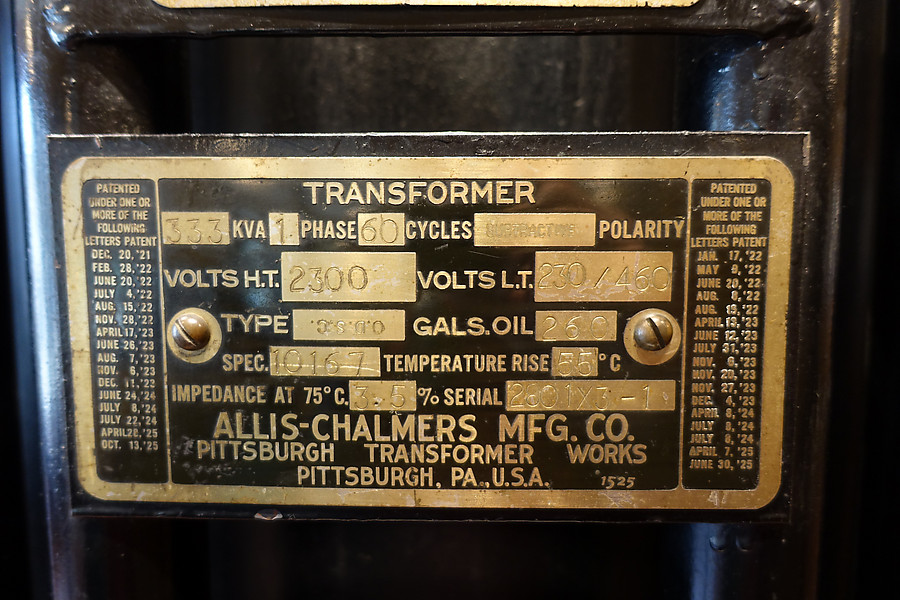 PATENTED
UNDER ONE OR
MORE OF THE
FOLLOWING
LETTERS PATENT
DEC. 20,'21
FEB. 28,'22
JUNE 20,'22
JULY 4,'22
AUG. 15,'22
NOV. 28,'22
APRIL 17,'23
JUNE 26,'23
AUG. 7,'23
NOV. 6,'23
DEC. 11,'22
JUNE 24,'24
JULY 8,'24
JULY 22,'24
APRIL 28,'25
OCT. 13,'25
TRANSFORMER
333 KVA 1 PHASE 60 CYCLES SUBTRACTIVE POLARITY
VOLTS H.T. 2300 VOLTS L.T. 230/460
TYPE O.D.S.C. GALS. OIL 260
SPEC. 10167 TEMPERATURE RISE 55 °C
IMPEDANCE AT 75°C. 3.5 % SERIAL 2601X3-1
ALLIS-CHALMERS MFG. CO.
PITTSBURGH TRANSFORMER WORKS
PITTSBURGH, PA., U.S.A. 1525
PATENTED
UNDER ONE OR
MORE OF THE
FOLLOWING
LETTERS PATENT
JAN. 17,'22
MAY 9,'22
JUNE 20,'22
AUG. 8,'22
AUG. 13,'22
APRIL 13,'23
JUNE 12,'23
JULY 31,'23
NOV. 6,'23
NOV. 20,'23
NOV. 27,'23
DEC. 4,'23
APRIL 8,'24
JULY 8,'24
JULY 8,'24
APRIL 7,'25
JUNE 30,'25